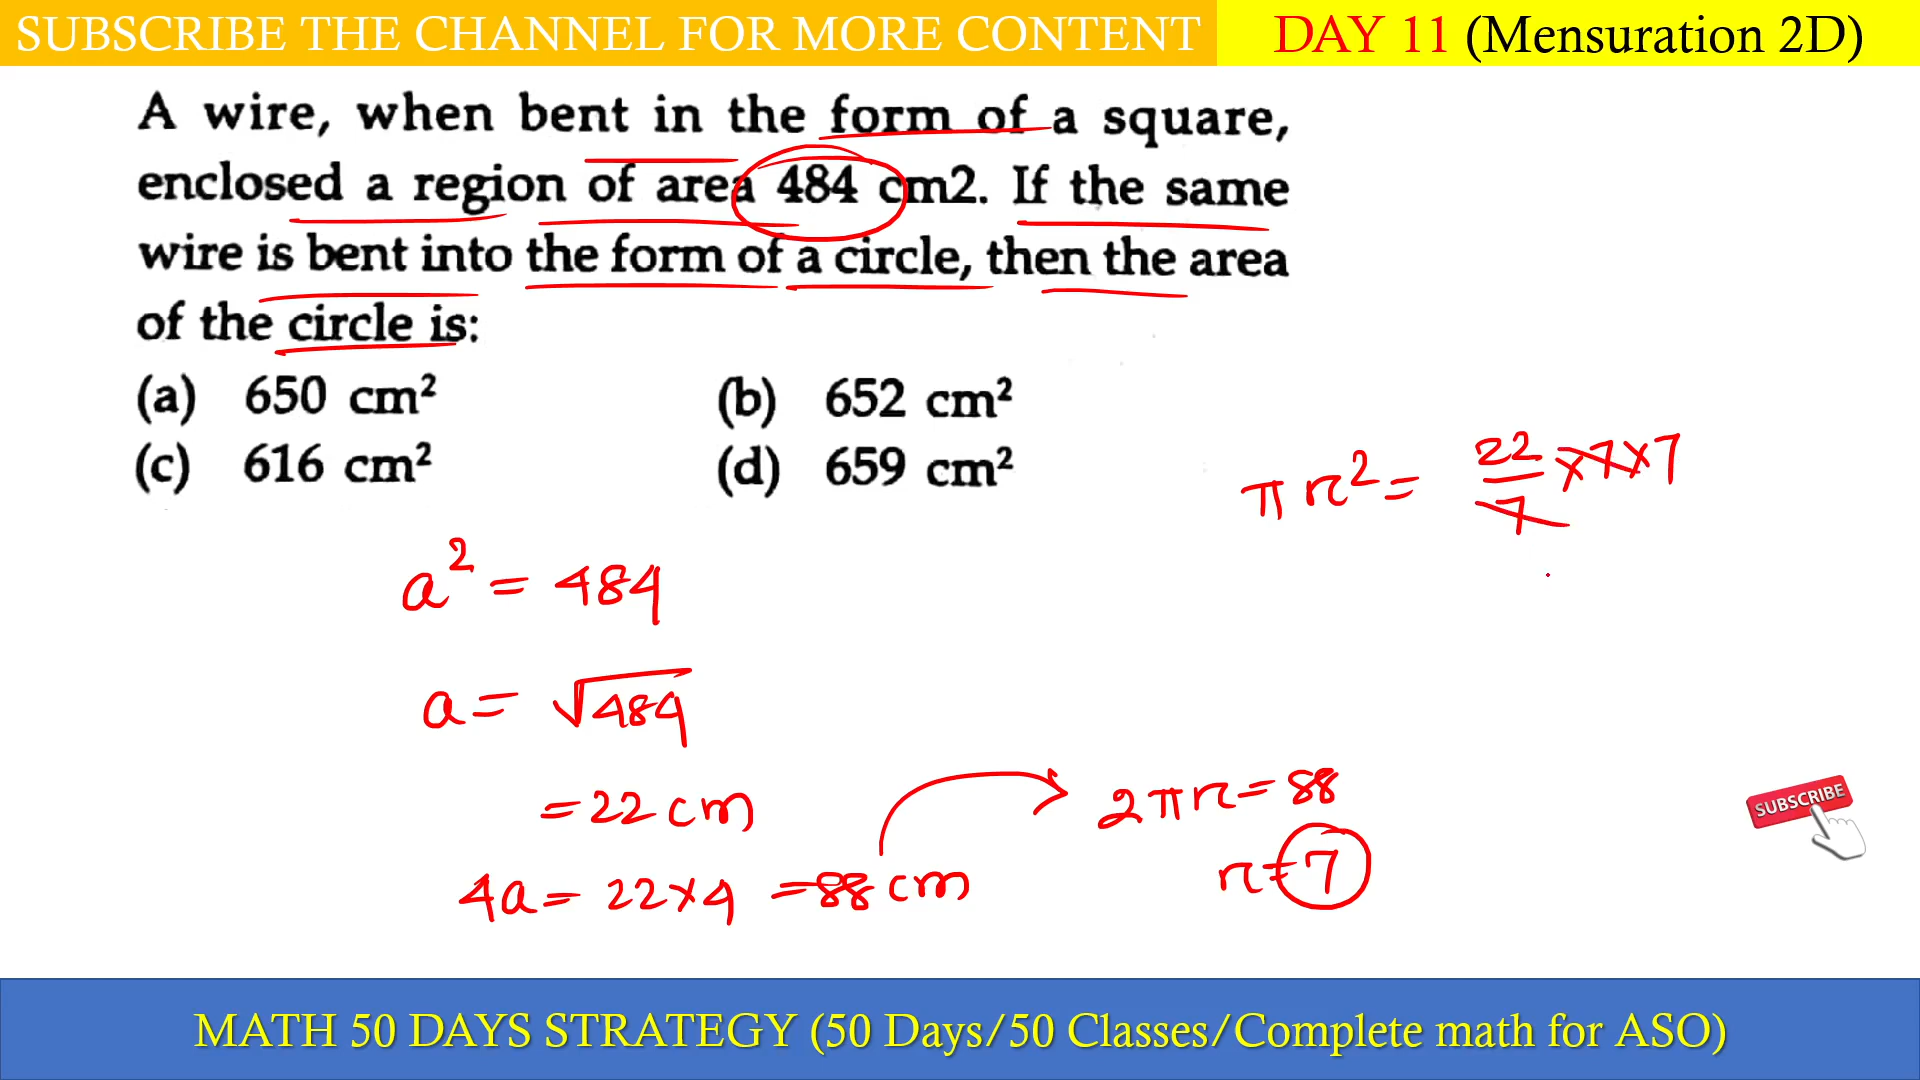 SUBSCRIBE THE CHANNEL FOR MORE CONTENT
DAY 11 (Mensuration 2D)
A wire, when bent in the form of a square,
enclosed a region of area 484 cm2. If the same
wire is bent into the form of a circle, then the area
of the circle is:
(a) 650 cm²
(b) 652 cm²
(c) 616 cm²
(d) 659 cm²
πr² = 22/7 × 7 × 7
a² = 484
a = √484
= 22 cm
4a = 22 × 4 = 88 cm
2πr = 88
r = 7
SUBSCRIBE
MATH 50 DAYS STRATEGY (50 Days/50 Classes/Complete math for ASO)